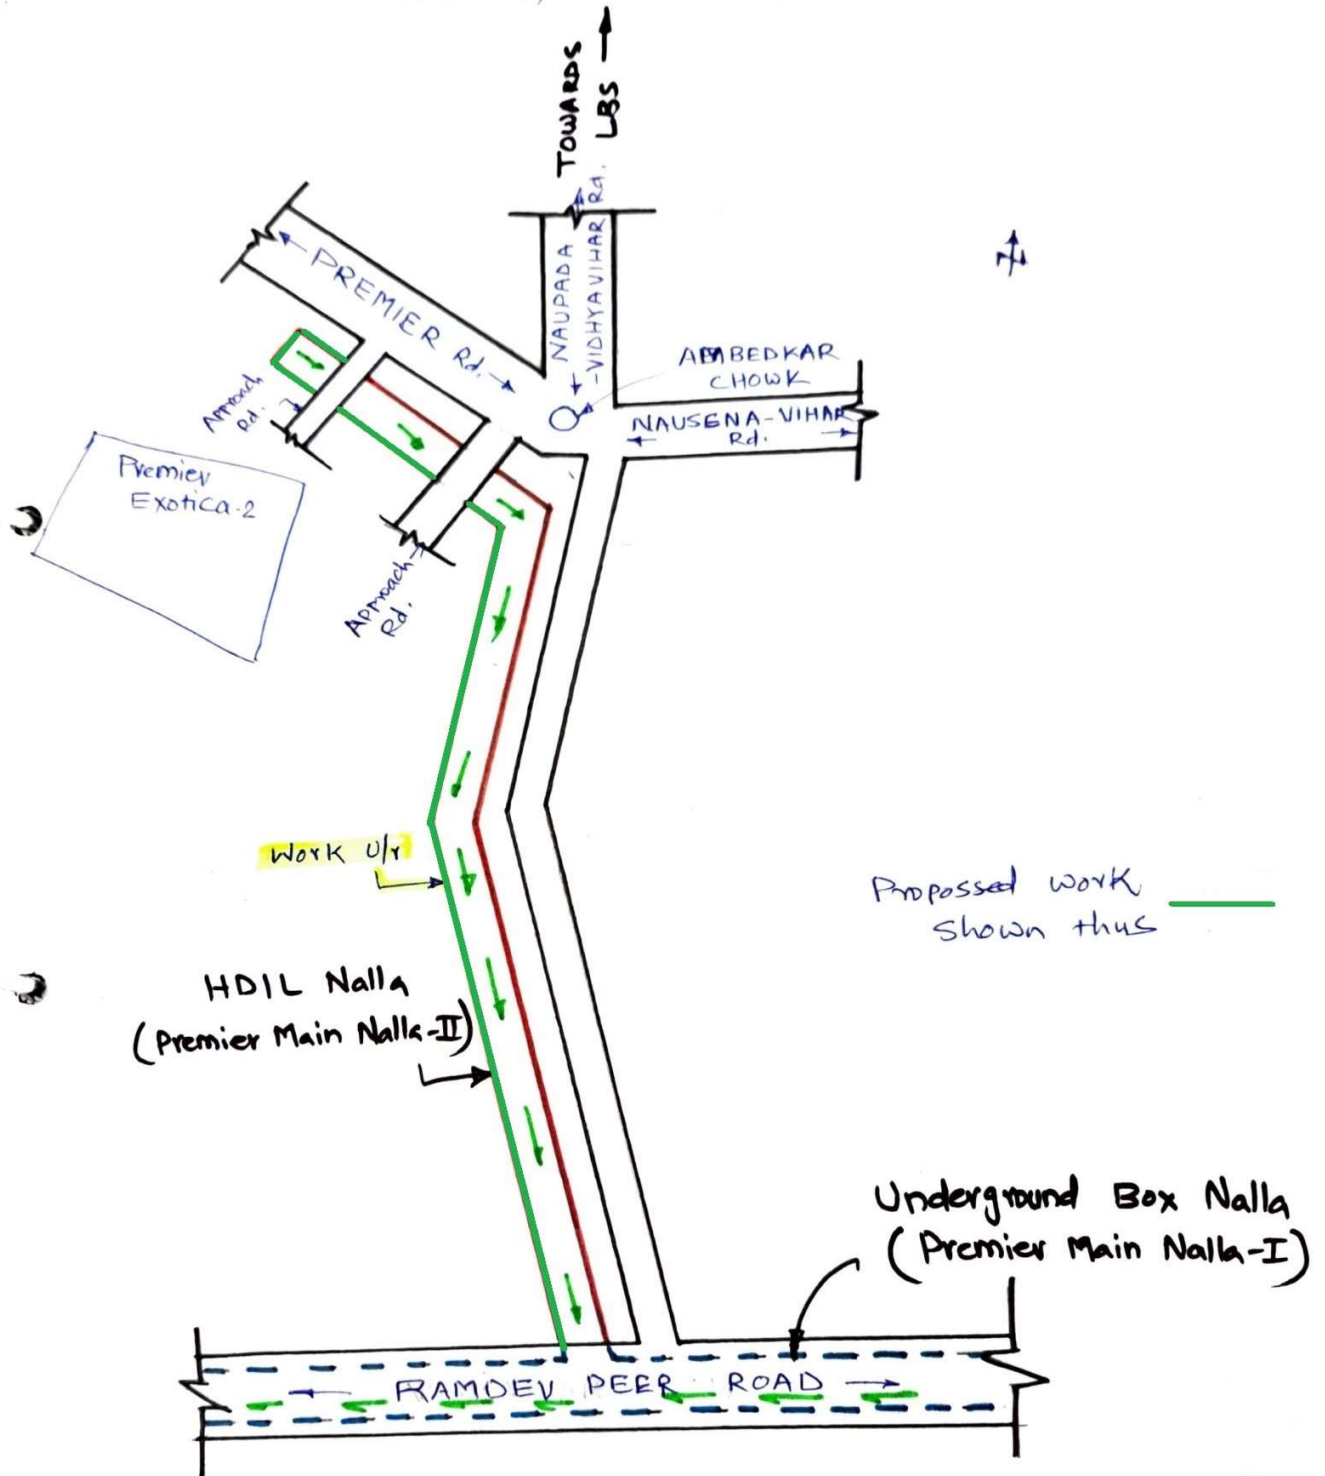 TOWARDS
LBS
NAUPADA
-VIDHYAVIHAR Rd.
PREMIER Rd.
AMBEDKAR
CHOWK
NAUSENA-VIHAR
Rd.
Approach
Rd.
Premier
Exotica-2
Approach
Rd.
Work U/r
Propossed work
shown thus
HDIL Nalla
(Premier Main Nalla-II)
Underground Box Nalla
(Premier Main Nalla-I)
RAMDEV PEER ROAD